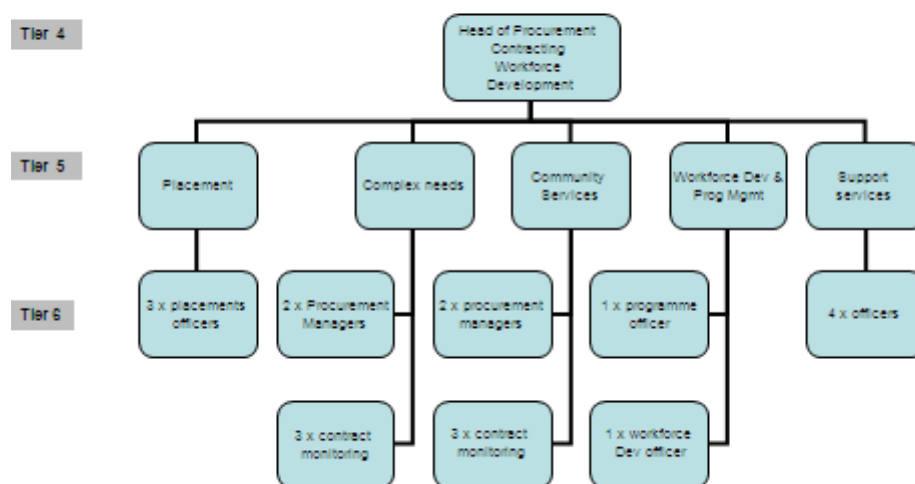 Tier 4
Head of Procurement
Contracting
Workforce
Development
Tier 5
Placement
Complex needs
Community
Services
Workforce Dev &
Prog Mgmt
Support
services
Tier 6
3 x placements
officers
2 x Procurement
Managers
2 x procurement
managers
1 x programme
officer
4 x officers
3 x contract
monitoring
3 x contract
monitoring
1 x workforce
Dev officer